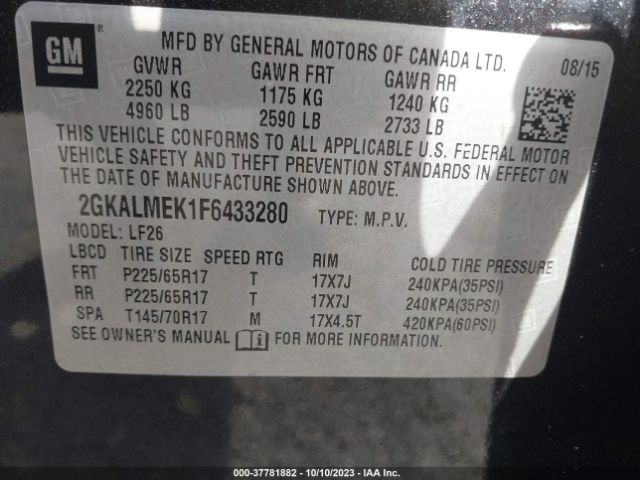 GM ®
MFD BY GENERAL MOTORS OF CANADA LTD. 08/15
GVWR GAWR FRT GAWR RR
2250 KG 1175 KG 1240 KG
4960 LB 2590 LB 2733 LB
THIS VEHICLE CONFORMS TO ALL APPLICABLE U.S. FEDERAL MOTOR
VEHICLE SAFETY AND THEFT PREVENTION STANDARDS IN EFFECT ON
THE DATE OF MANUFACTURE SHOWN ABOVE.
2GKALMEK1F6433280 TYPE: M.P.V.
MODEL: LF26
LBCD TIRE SIZE SPEED RTG RIM COLD TIRE PRESSURE
FRT P225/65R17 T 17X7J 240KPA(35PSI)
RR P225/65R17 T 17X7J 240KPA(35PSI)
SPA T145/70R17 M 17X4.5T 420KPA(60PSI)
SEE OWNER'S MANUAL FOR MORE INFORMATION.
000-37781882 - 10/10/2023 - IAA Inc.